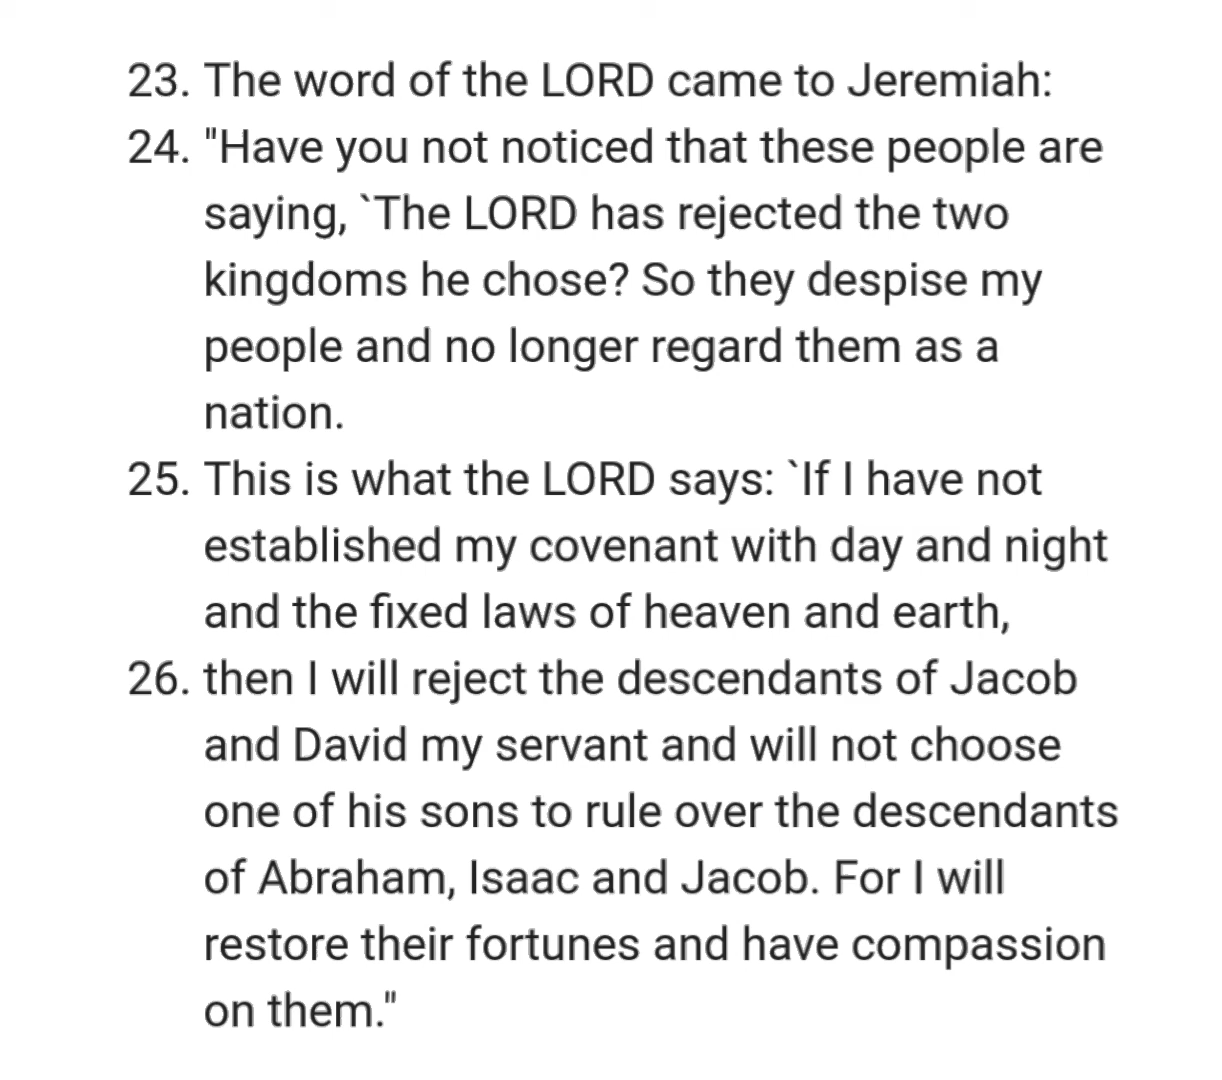 23. The word of the LORD came to Jeremiah:
24. "Have you not noticed that these people are
saying, `The LORD has rejected the two
kingdoms he chose? So they despise my
people and no longer regard them as a
nation.
25. This is what the LORD says: `If I have not
established my covenant with day and night
and the fixed laws of heaven and earth,
26. then I will reject the descendants of Jacob
and David my servant and will not choose
one of his sons to rule over the descendants
of Abraham, Isaac and Jacob. For I will
restore their fortunes and have compassion
on them."